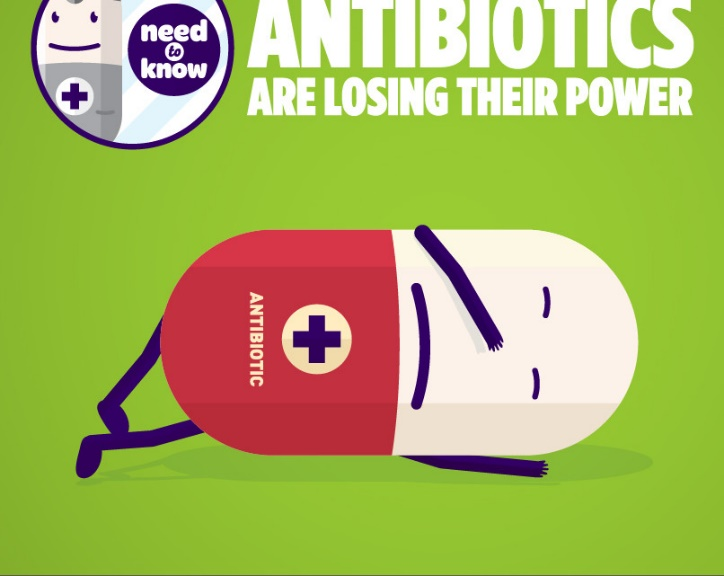 need
to
know
ANTIBIOTICS
ARE LOSING THEIR POWER
ANTIBIOTIC